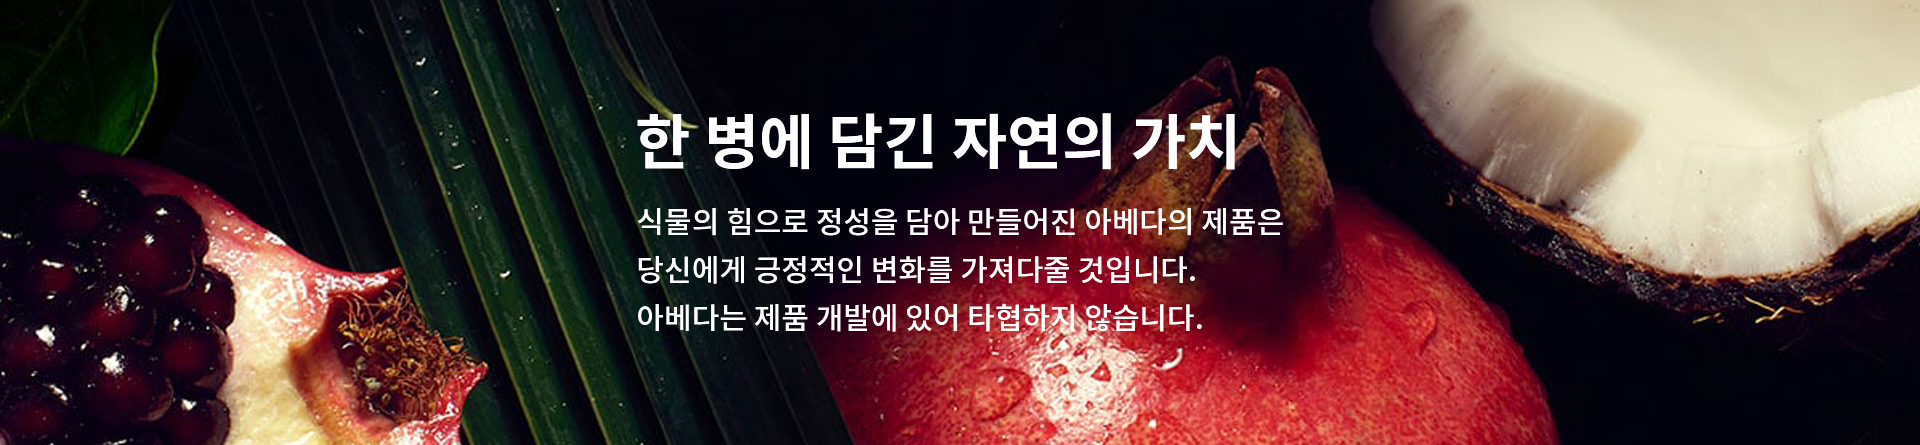 한 병에 담긴 자연의 가치
식물의 힘으로 정성을 담아 만들어진 아베다의 제품은
당신에게 긍정적인 변화를 가져다줄 것입니다.
아베다는 제품 개발에 있어 타협하지 않습니다.